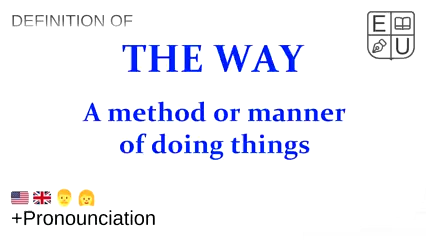 DEFINITION OF
E
U
THE WAY
A method or manner
of doing things
+Pronounciation